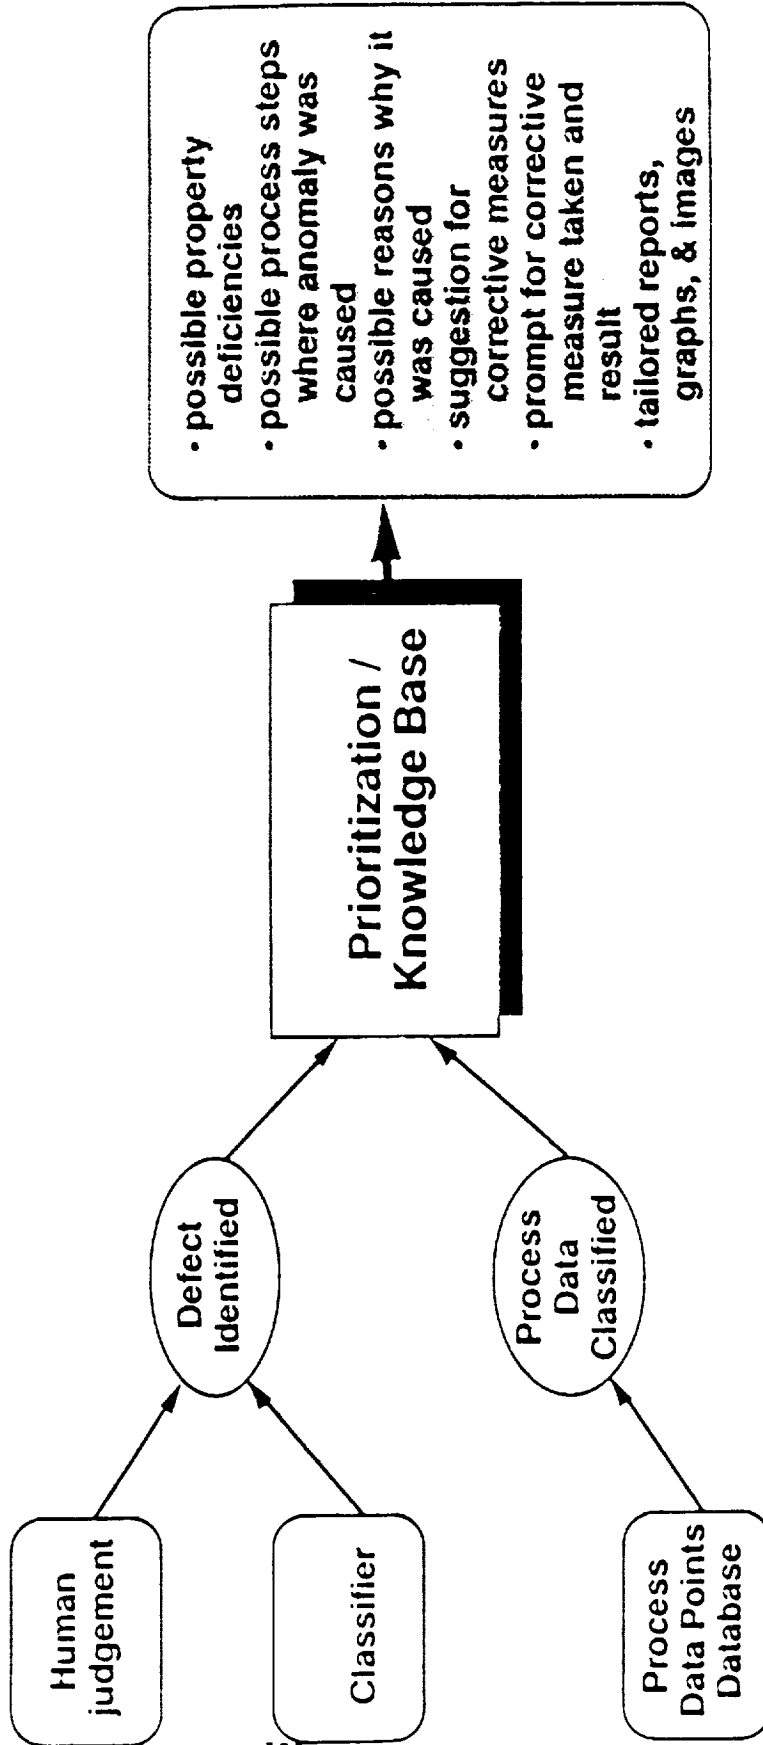 Human
judgement
Classifier
Process
Data Points
Database
Defect
Identified
Process
Data
Classified
Prioritization /
Knowledge Base
• possible property
deficiencies
• possible process steps
where anomaly was
caused
• possible reasons why it
was caused
• suggestion for
corrective measures
• prompt for corrective
measure taken and
result
• tailored reports,
graphs, & images